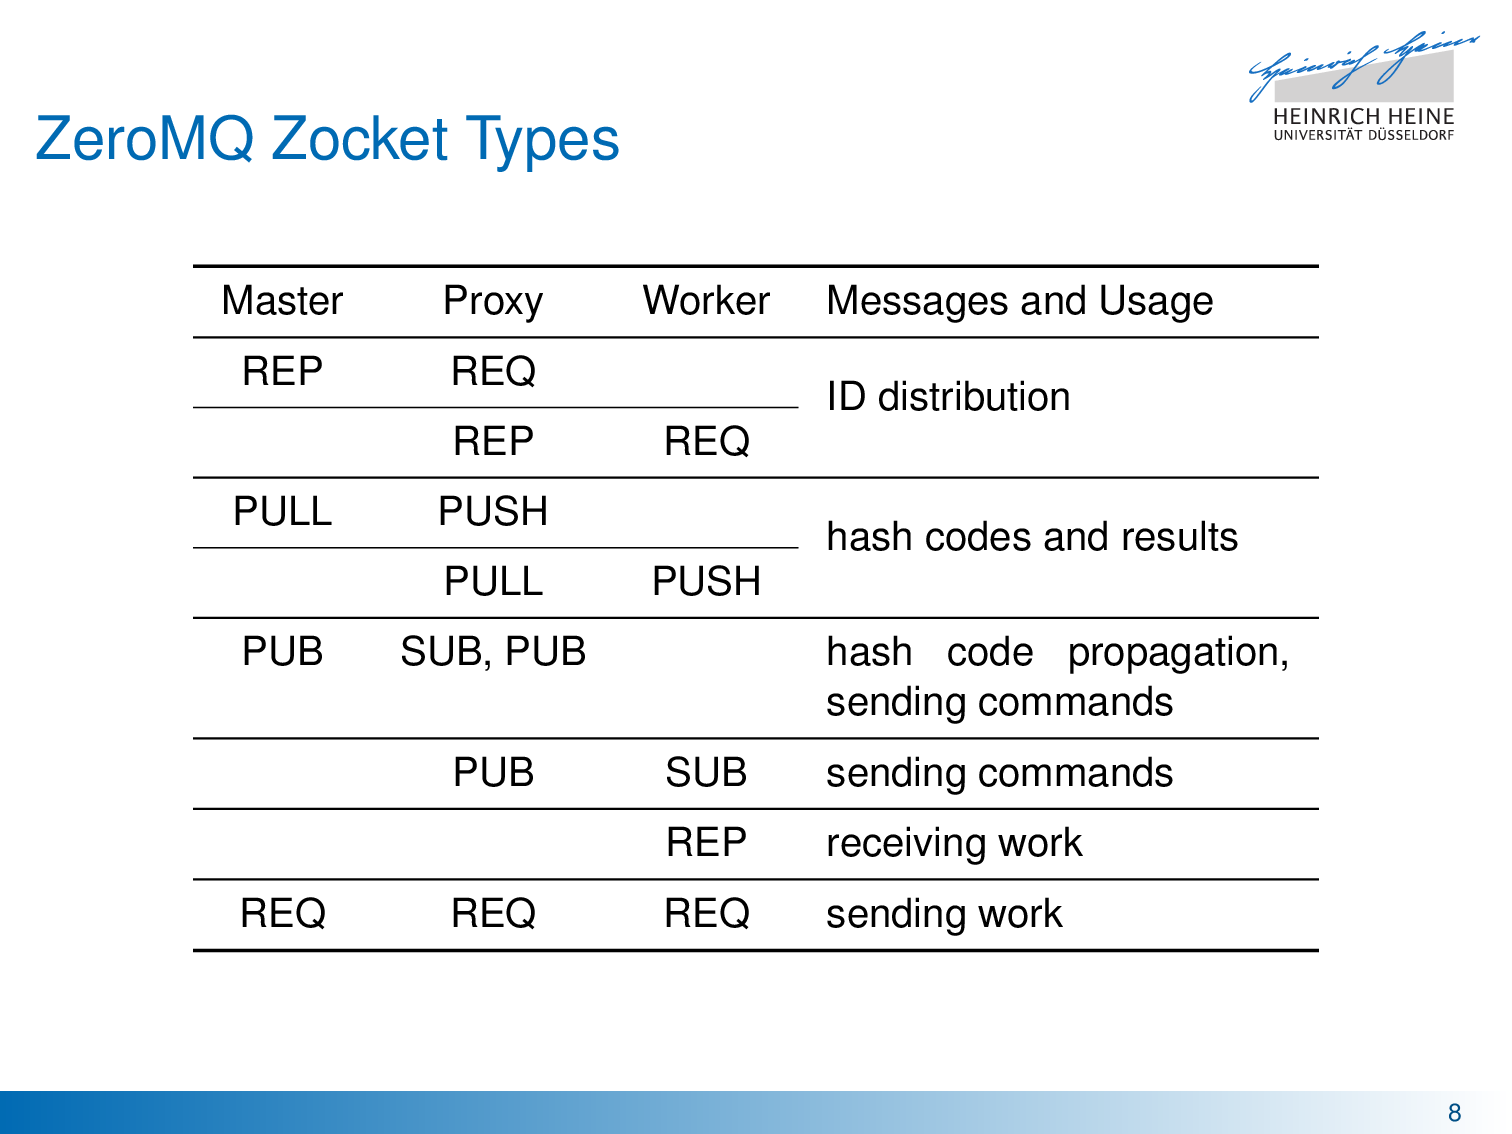 Heinrich Heine
HEINRICH HEINE
UNIVERSITÄT DÜSSELDORF
ZeroMQ Zocket Types
Master Proxy Worker Messages and Usage
REP REQ
ID distribution
REP REQ
PULL PUSH
hash codes and results
PULL PUSH
PUB SUB, PUB hash code propagation,
sending commands
PUB SUB sending commands
REP receiving work
REQ REQ REQ sending work
8